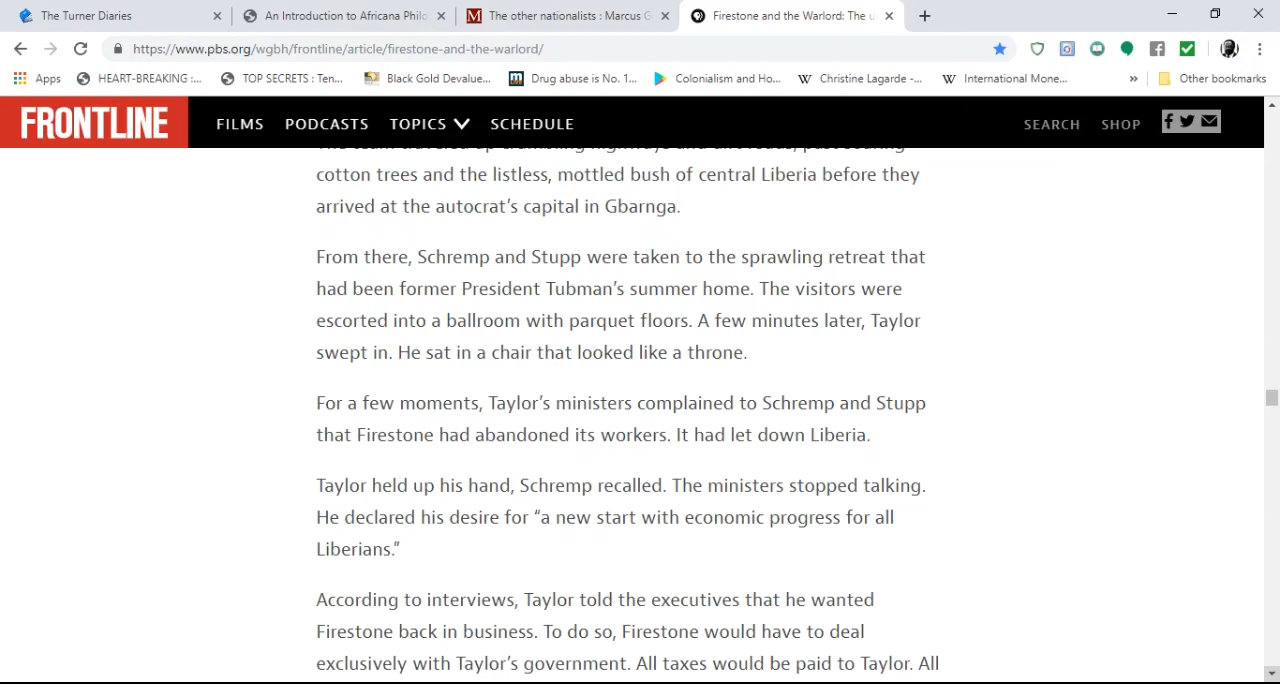 The Turner Diaries
An Introduction to Africana Philo
The other nationalists : Marcus G
Firestone and the Warlord: The u
https://www.pbs.org/wgbh/frontline/article/firestone-and-the-warlord/
Apps
HEART-BREAKING :...
TOP SECRETS : Ten...
Black Gold Devalue...
Drug abuse is No. 1...
Colonialism and Ho...
Christine Lagarde -...
International Mone...
»
Other bookmarks
FRONTLINE
FILMS
PODCASTS
TOPICS
SCHEDULE
SEARCH
SHOP
cotton trees and the listless, mottled bush of central Liberia before they
arrived at the autocrat's capital in Gbarnga.
From there, Schremp and Stupp were taken to the sprawling retreat that
had been former President Tubman's summer home. The visitors were
escorted into a ballroom with parquet floors. A few minutes later, Taylor
swept in. He sat in a chair that looked like a throne.
For a few moments, Taylor's ministers complained to Schremp and Stupp
that Firestone had abandoned its workers. It had let down Liberia.
Taylor held up his hand, Schremp recalled. The ministers stopped talking.
He declared his desire for “a new start with economic progress for all
Liberians.”
According to interviews, Taylor told the executives that he wanted
Firestone back in business. To do so, Firestone would have to deal
exclusively with Taylor's government. All taxes would be paid to Taylor. All